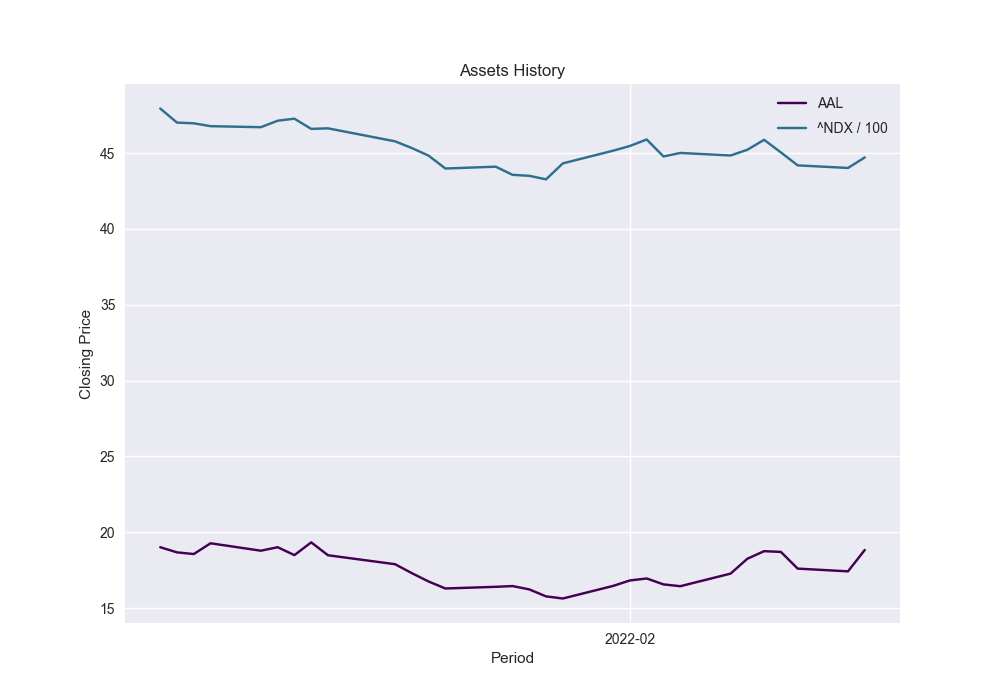 Assets History
AAL
^NDX / 100
45
40
35
30
25
20
15
Closing Price
2022-02
Period